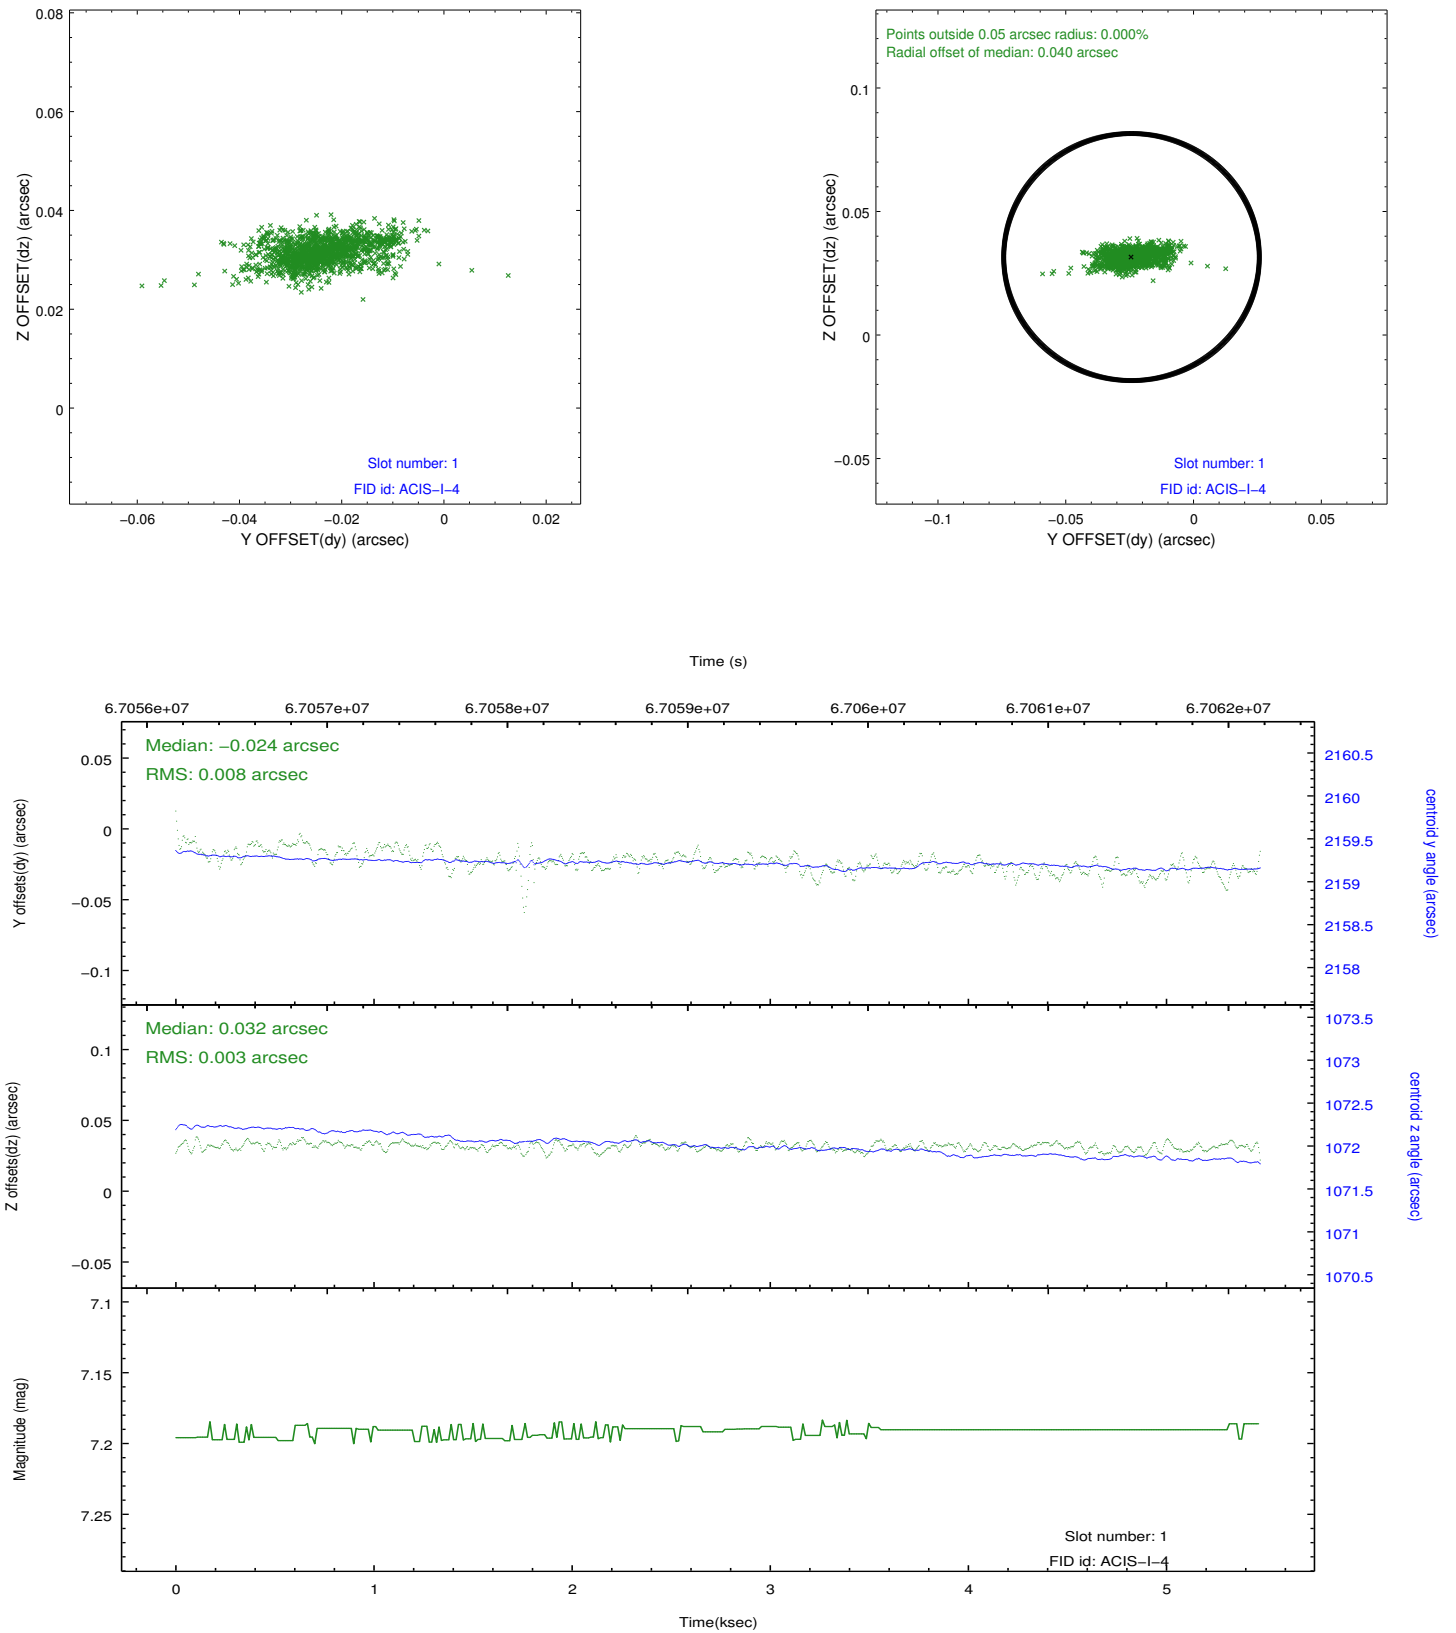 0.08
0.06
0.04
0.02
0
Z OFFSET(dz) (arcsec)
Slot number: 1
FID id: ACIS−I−4
−0.06 −0.04 −0.02 0 0.02
Y OFFSET(dy) (arcsec)
Points outside 0.05 arcsec radius: 0.000%
Radial offset of median: 0.040 arcsec
0.1
0.05
0
−0.05
Z OFFSET(dz) (arcsec)
Slot number: 1
FID id: ACIS−I−4
−0.1 −0.05 0 0.05
Y OFFSET(dy) (arcsec)
Time (s)
6.7056e+07 6.7057e+07 6.7058e+07 6.7059e+07 6.706e+07 6.7061e+07 6.7062e+07
Median: −0.024 arcsec
RMS: 0.008 arcsec
0.05
0
−0.05
−0.1
Y offsets(dy) (arcsec)
2160.5
2160
2159.5
2159
2158.5
2158
centroid y angle (arcsec)
Median: 0.032 arcsec
RMS: 0.003 arcsec
0.1
0.05
0
−0.05
Z offsets(dz) (arcsec)
1073.5
1073
1072.5
1072
1071.5
1071
1070.5
centroid z angle (arcsec)
7.1
7.15
7.2
7.25
Magnitude (mag)
Slot number: 1
FID id: ACIS−I−4
0 1 2 3 4 5
Time(ksec)